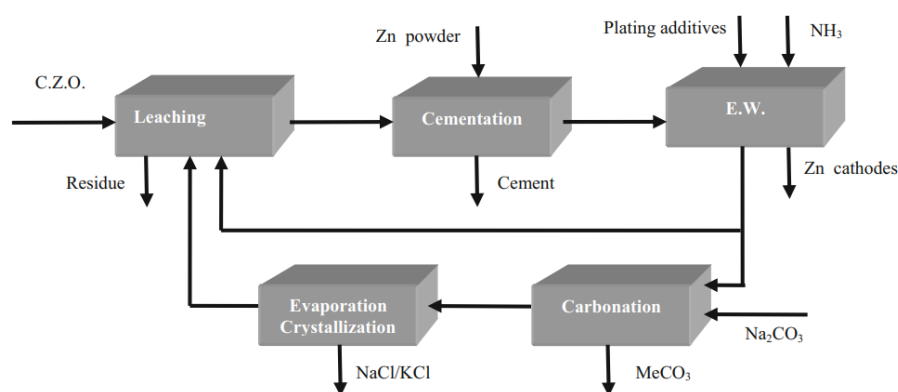 Zn powder
Plating additives
NH₃
C.Z.O.
Leaching
Cementation
E.W.
Residue
Cement
Zn cathodes
Evaporation
Crystallization
Carbonation
Na₂CO₃
NaCl/KCl
MeCO₃